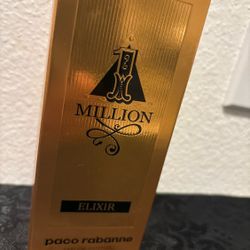 1
MILLION
ELIXIR
paco rabanne